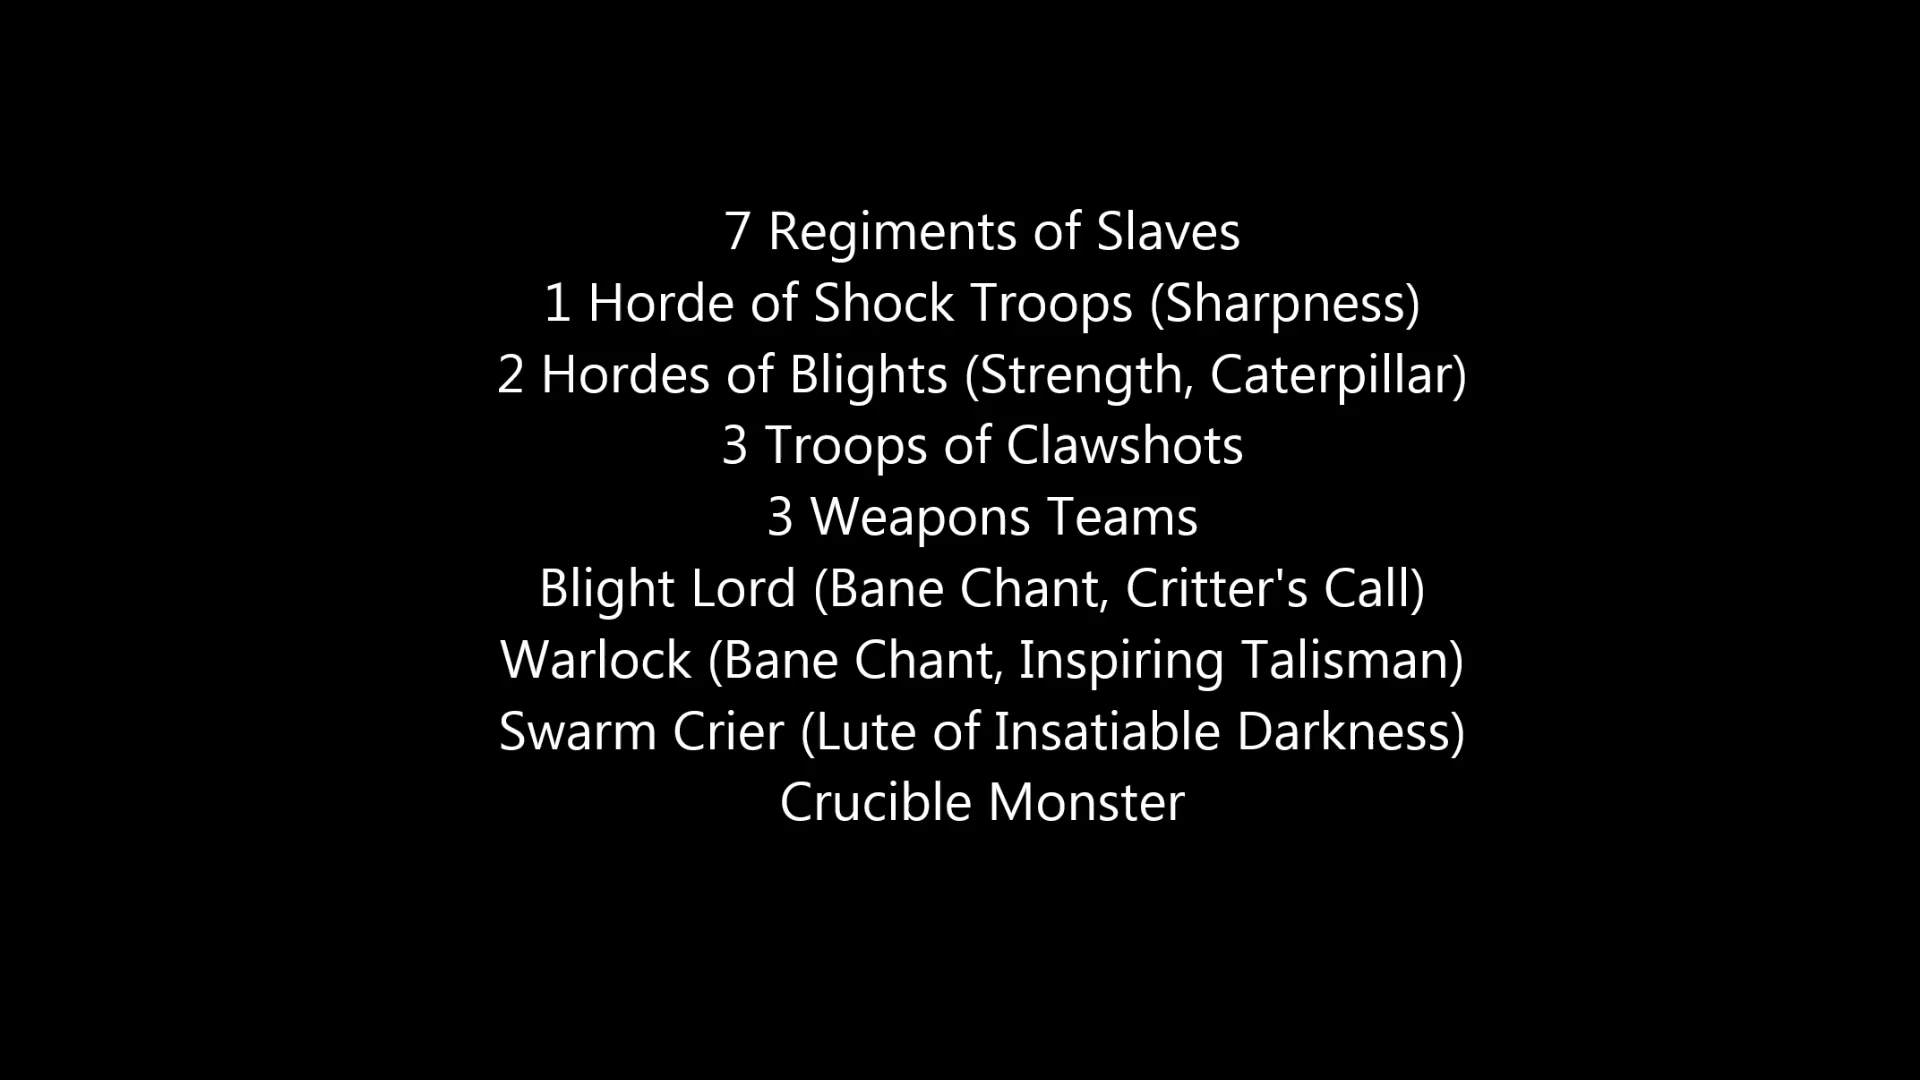 7 Regiments of Slaves
1 Horde of Shock Troops (Sharpness)
2 Hordes of Blights (Strength, Caterpillar)
3 Troops of Clawshots
3 Weapons Teams
Blight Lord (Bane Chant, Critter's Call)
Warlock (Bane Chant, Inspiring Talisman)
Swarm Crier (Lute of Insatiable Darkness)
Crucible Monster